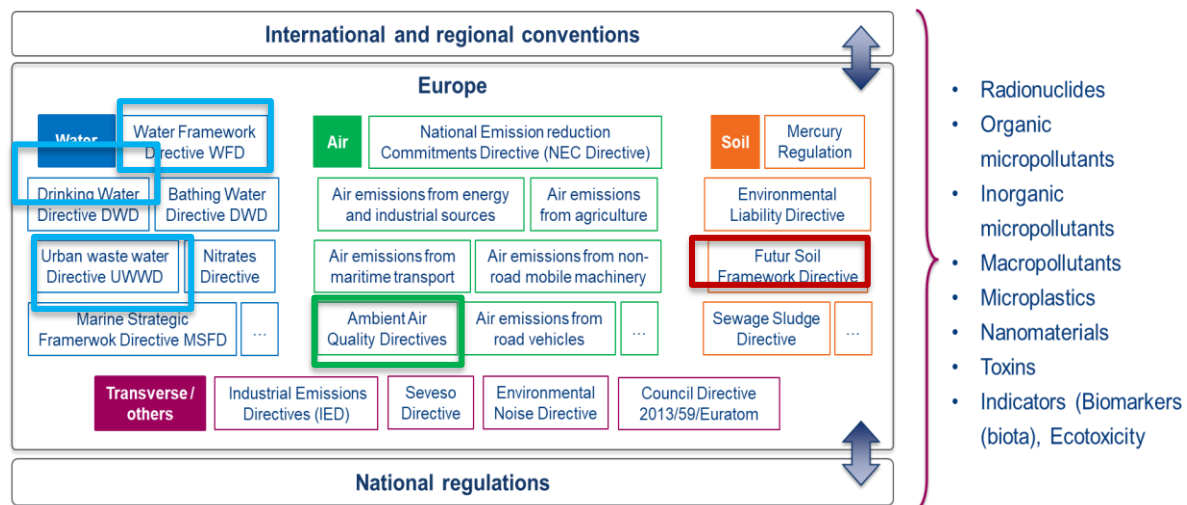 International and regional conventions
Europe
Water
Water Framework
Directive WFD
Drinking Water
Directive DWD
Bathing Water
Directive DWD
Urban waste water
Directive UWWD
Nitrates
Directive
Marine Strategic
Framerwok Directive MSFD
...
Air
National Emission reduction
Commitments Directive (NEC Directive)
Air emissions from energy
and industrial sources
Air emissions
from agriculture
Air emissions from
maritime transport
Air emissions from non-
road mobile machinery
Ambient Air
Quality Directives
Air emissions from
road vehicles
...
Soil
Mercury
Regulation
Environmental
Liability Directive
Futur Soil
Framework Directive
Sewage Sludge
Directive
...
Transverse /
others
Industrial Emissions
Directives (IED)
Seveso
Directive
Environmental
Noise Directive
Council Directive
2013/59/Euratom
National regulations
• Radionuclides
• Organic
micropollutants
• Inorganic
micropollutants
• Macropollutants
• Microplastics
• Nanomaterials
• Toxins
• Indicators (Biomarkers
(biota), Ecotoxicity